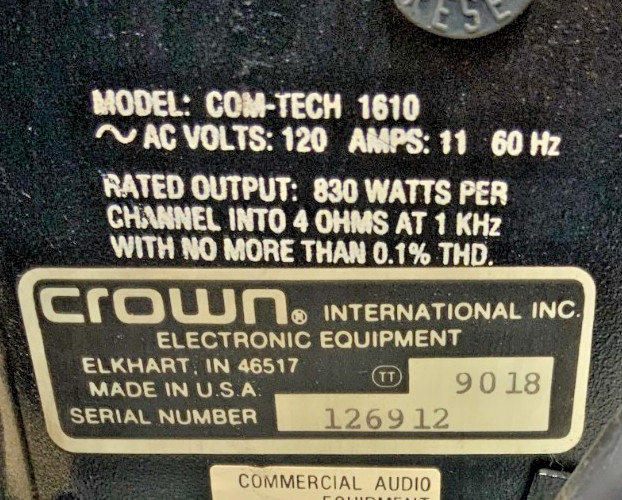 RESE
MODEL: COM-TECH 1610
~ AC VOLTS: 120 AMPS: 11 60 Hz
RATED OUTPUT: 830 WATTS PER
CHANNEL INTO 4 OHMS AT 1 KHz
WITH NO MORE THAN 0.1% THD.
crown® INTERNATIONAL INC.
ELECTRONIC EQUIPMENT
ELKHART, IN 46517
MADE IN U.S.A. TT 9018
SERIAL NUMBER 126912
COMMERCIAL AUDIO
EQUIPMENT